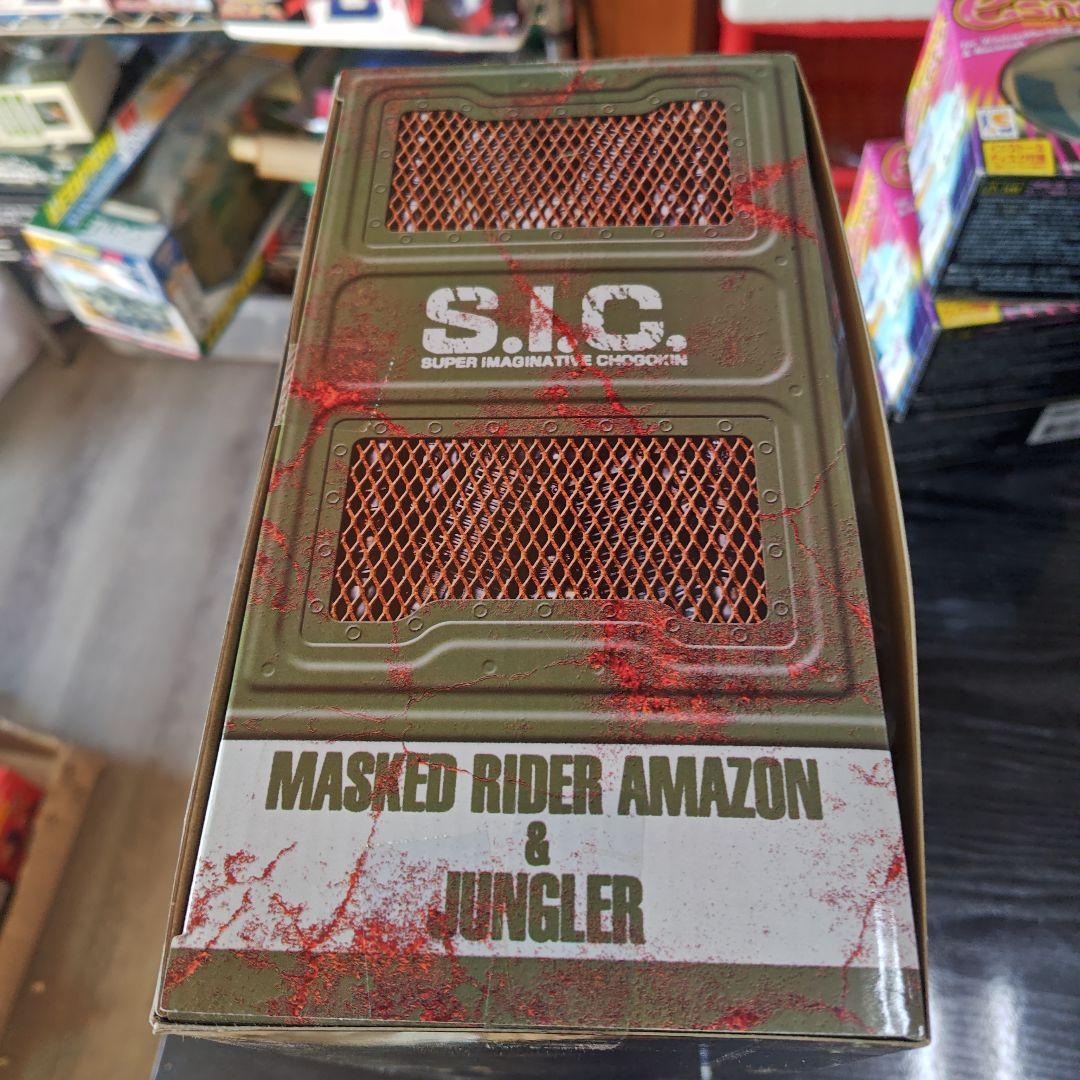 S.I.C.
SUPER IMAGINATIVE CHOGOKIN
MASKED RIDER AMAZON
&
JUNGLER